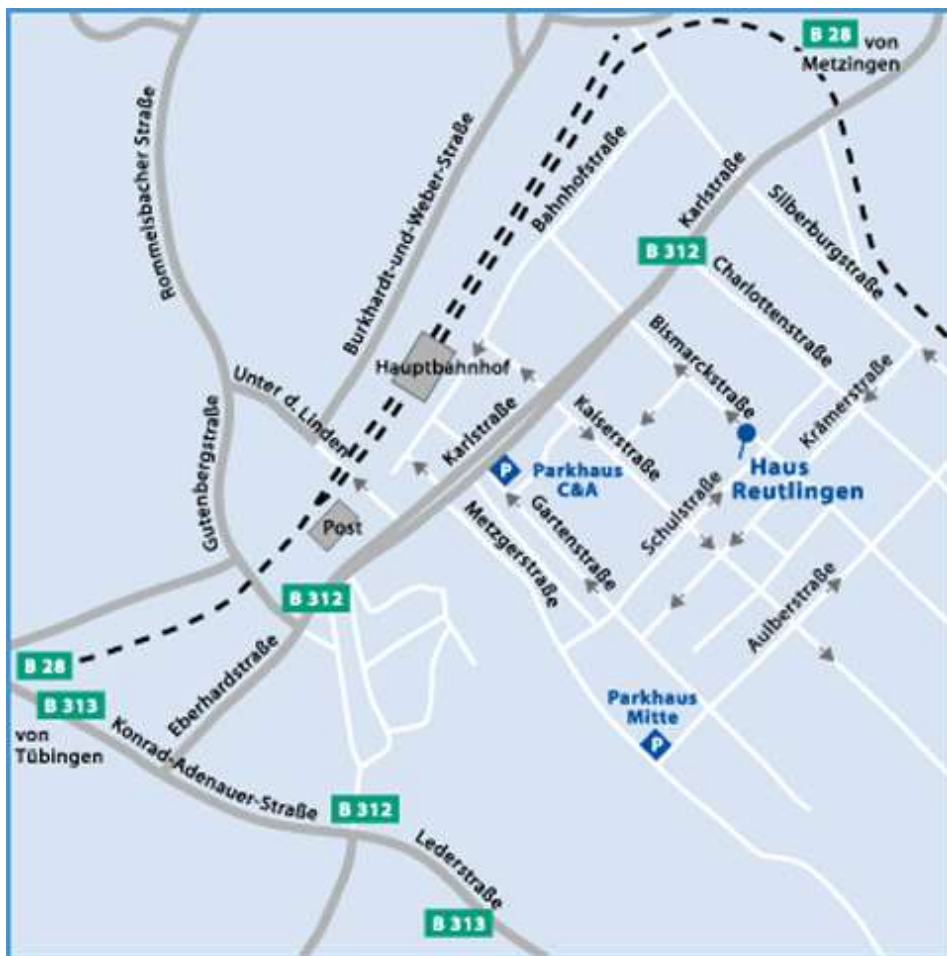 B 28
von
Metzingen
Rommelsbacher Straße
Burkhardt-und-Weber-Straße
Bahnhofstraße
Karlstraße
Silberburgstraße
B 312
Charlottenstraße
Bismarckstraße
Hauptbahnhof
Unter d. Linden
Karlstraße
Kaiserstraße
Krämerstraße
Gutenbergstraße
P
Parkhaus
C&A
Haus
Reutlingen
Metzgerstraße
Gartenstraße
Schulstraße
Post
B 312
Aulberstraße
B 28
B 313
von
Tübingen
Eberhardstraße
Parkhaus
Mitte
P
Konrad-Adenauer-Straße
B 312
Lederstraße
B 313